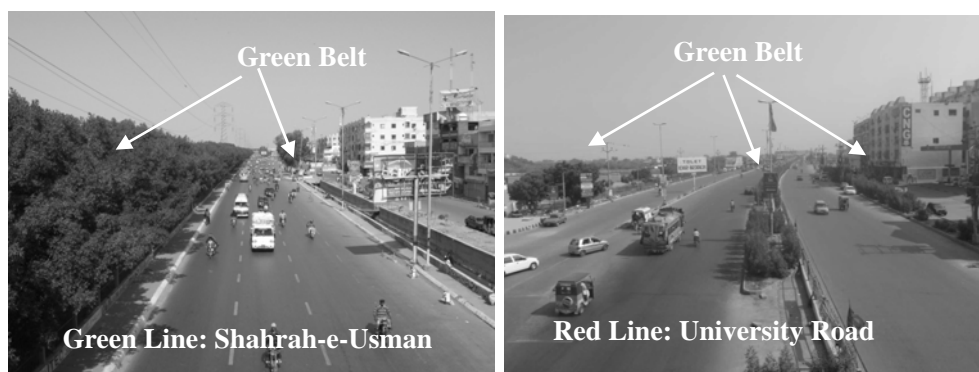 Green Belt
Green Line: Shahrah-e-Usman
Green Belt
CNG
Red Line: University Road